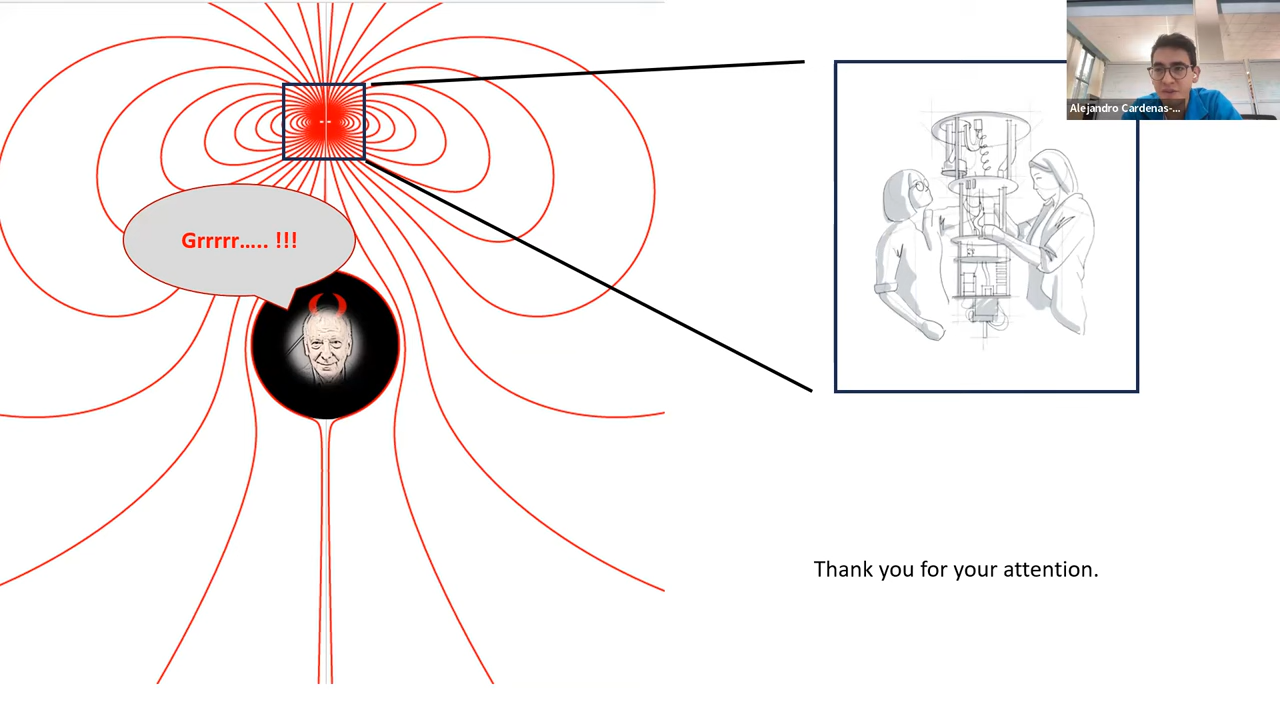 Alejandro Cardenas-...
Grrrrr..... !!!
Thank you for your attention.